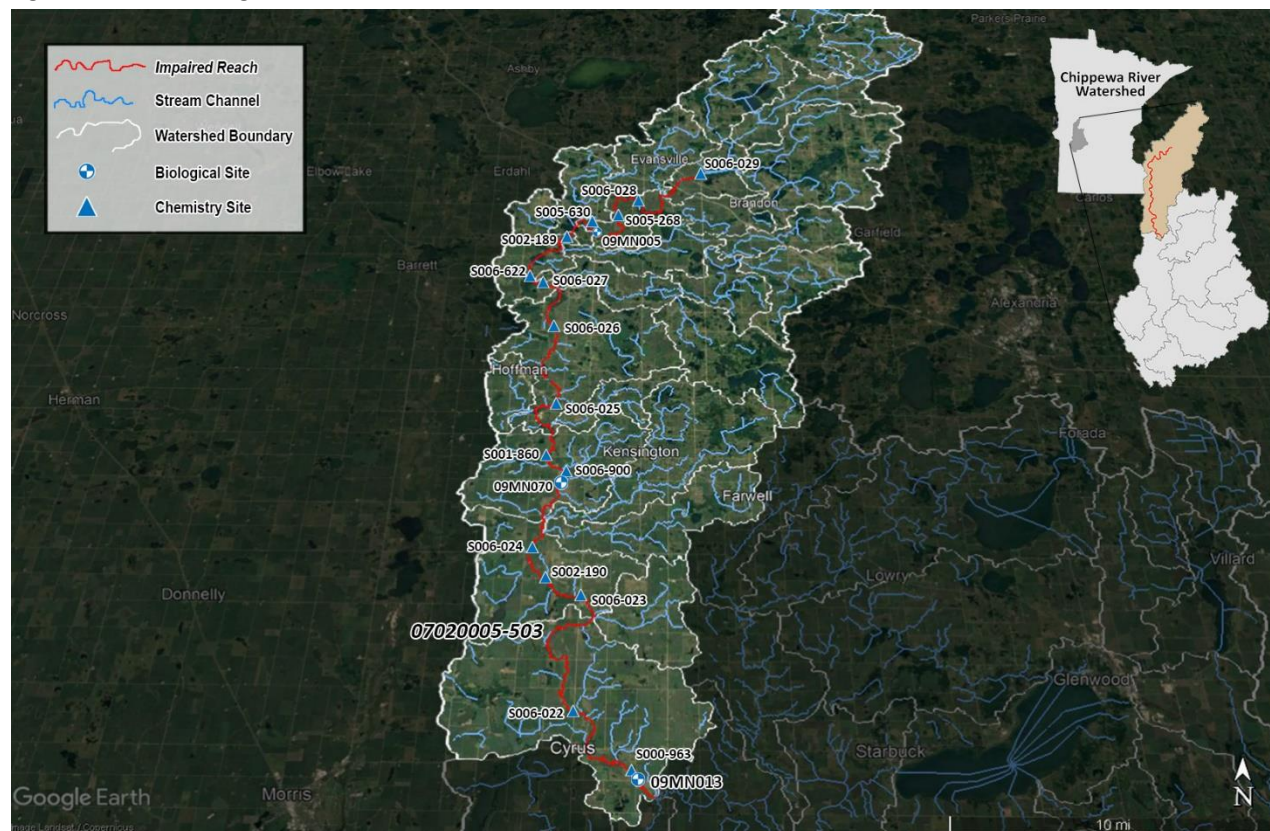 Parkers Prairie
Impaired Reach
Stream Channel
Watershed Boundary
Biological Site
Chemistry Site
Chippewa River
Watershed
Ashby
Evansville
S006-029
Elbow Lake
Erdahl
S006-028
Brandon
Carlos
S005-630
S005-268
Garfield
S002-189
09MN005
Barrett
S006-622
S006-027
Alexandria
Norcross
S006-026
Hoffman
Herman
S006-025
Forada
S001-860
Kensington
S006-900
09MN070
Farwell
S006-024
Villard
S002-190
Lowry
Donnelly
S006-023
07020005-503
Glenwood
S006-022
Cyrus
Starbuck
S000-963
09MN013
Google Earth
Morris
N
Image Landsat / Copernicus
10 mi